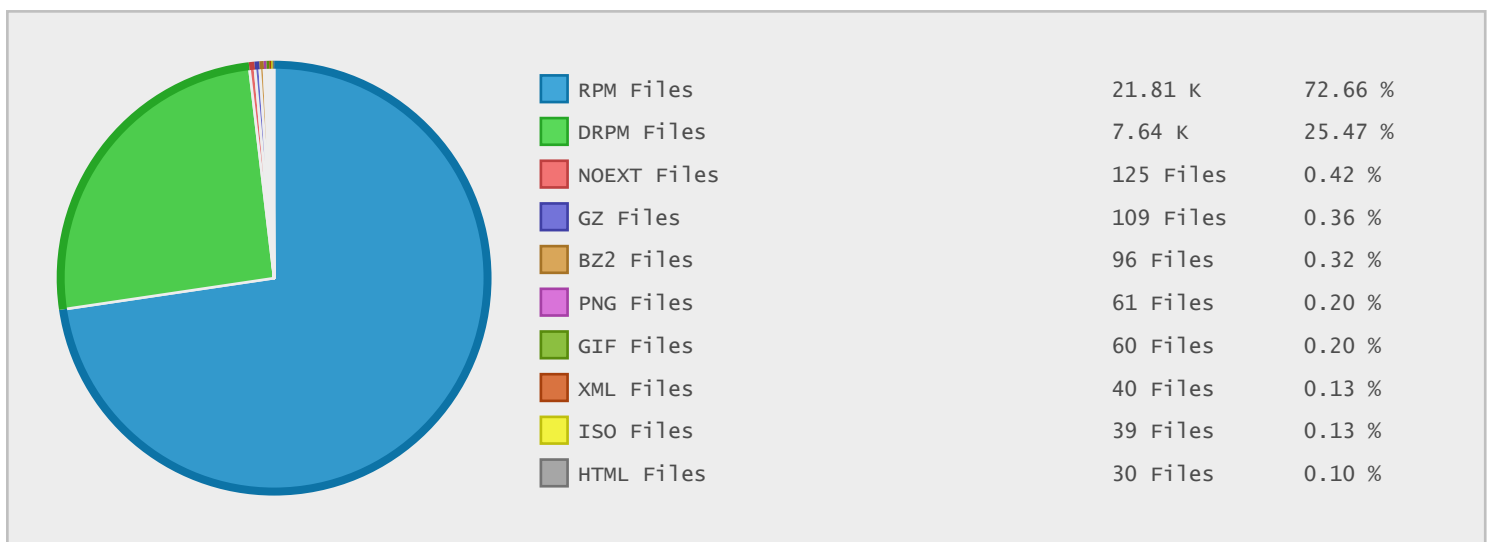 RPM Files 21.81 K 72.66 %
DRPM Files 7.64 K 25.47 %
NOEXT Files 125 Files 0.42 %
GZ Files 109 Files 0.36 %
BZ2 Files 96 Files 0.32 %
PNG Files 61 Files 0.20 %
GIF Files 60 Files 0.20 %
XML Files 40 Files 0.13 %
ISO Files 39 Files 0.13 %
HTML Files 30 Files 0.10 %